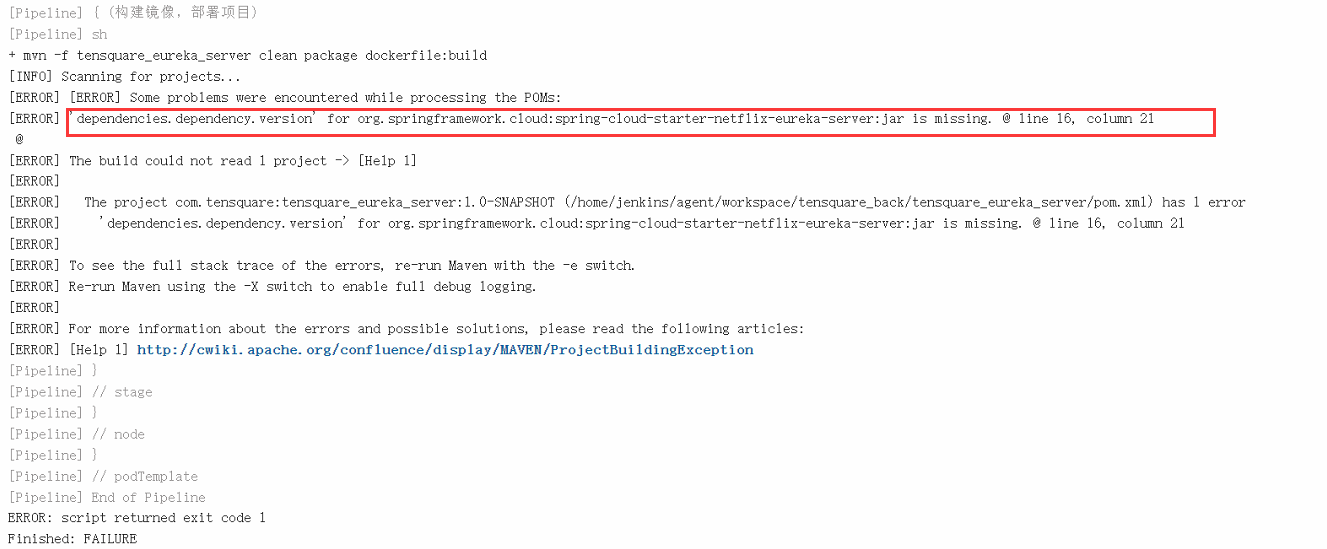 [Pipeline] { (构建镜像，部署项目)
[Pipeline] sh
+ mvn -f tensquare_eureka_server clean package dockerfile:build
[INFO] Scanning for projects...
[ERROR] [ERROR] Some problems were encountered while processing the POMs:
[ERROR] 'dependencies.dependency.version' for org.springframework.cloud:spring-cloud-starter-netflix-eureka-server:jar is missing. @ line 16, column 21
@
[ERROR] The build could not read 1 project -> [Help 1]
[ERROR]
[ERROR]   The project com.tensquare:tensquare_eureka_server:1.0-SNAPSHOT (/home/jenkins/agent/workspace/tensquare_back/tensquare_eureka_server/pom.xml) has 1 error
[ERROR]     'dependencies.dependency.version' for org.springframework.cloud:spring-cloud-starter-netflix-eureka-server:jar is missing. @ line 16, column 21
[ERROR]
[ERROR] To see the full stack trace of the errors, re-run Maven with the -e switch.
[ERROR] Re-run Maven using the -X switch to enable full debug logging.
[ERROR]
[ERROR] For more information about the errors and possible solutions, please read the following articles:
[ERROR] [Help 1] http://cwiki.apache.org/confluence/display/MAVEN/ProjectBuildingException
[Pipeline] }
[Pipeline] // stage
[Pipeline] }
[Pipeline] // node
[Pipeline] }
[Pipeline] // podTemplate
[Pipeline] End of Pipeline
ERROR: script returned exit code 1
Finished: FAILURE